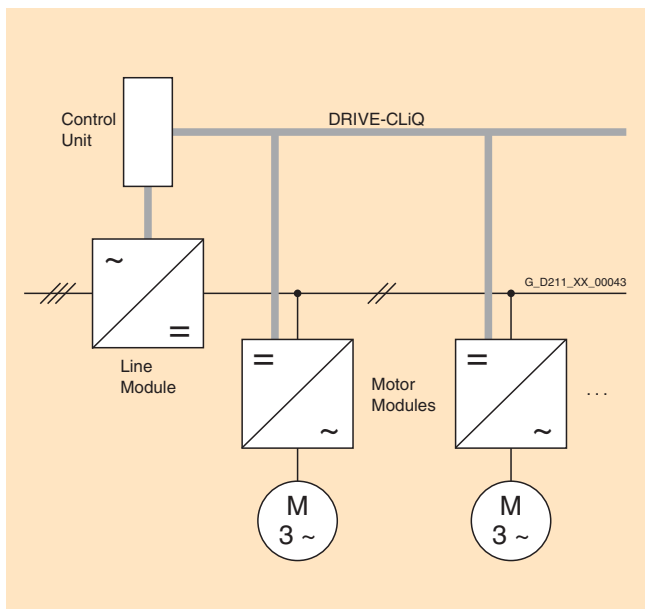 Control
Unit
DRIVE-CLiQ
~
=
G_D211_XX_00043
Line
Module
=
~
Motor
Modules
=
~
...
M
3 ~
M
3 ~